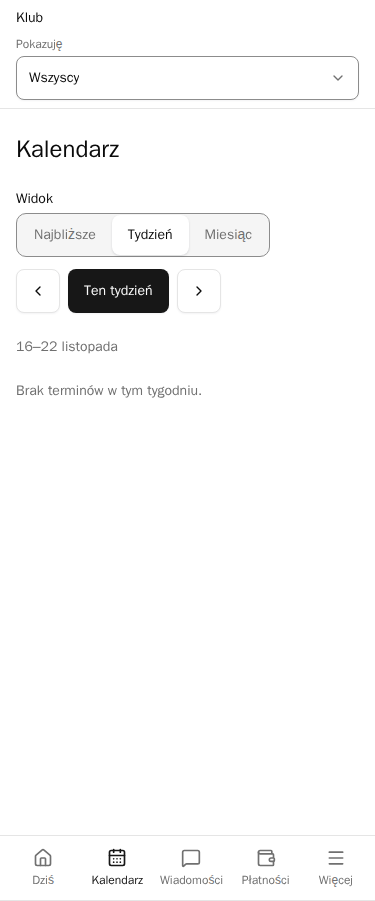 Klub
Pokazuję
Wszyscy
Kalendarz
Widok
Najbliższe
Tydzień
Miesiąc
Ten tydzień
16–22 listopada
Brak terminów w tym tygodniu.
Dziś
Kalendarz
Wiadomości
Płatności
Więcej